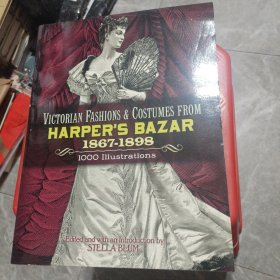 VICTORIAN FASHIONS & COSTUMES FROM
HARPER'S BAZAR
1867-1898
1000 Illustrations
Edited and with an Introduction by
STELLA BLUM